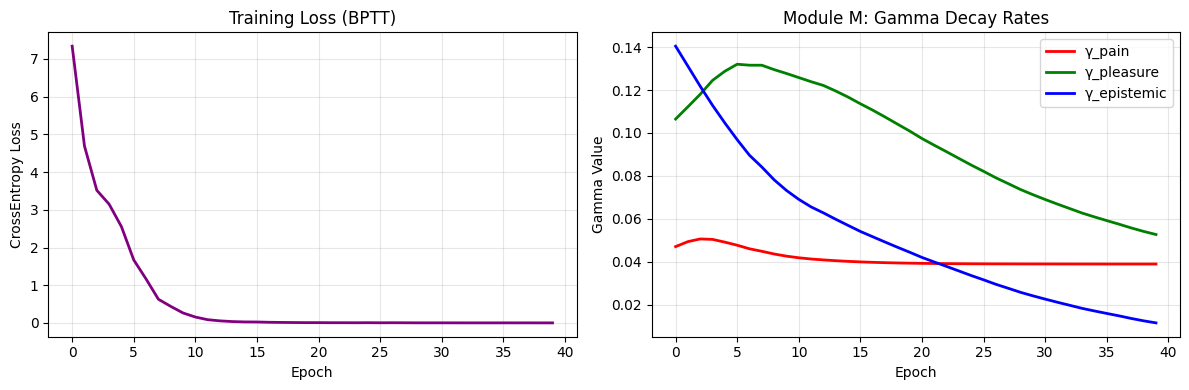 Training Loss (BPTT)
CrossEntropy Loss
7
6
5
4
3
2
1
0
0 5 10 15 20 25 30 35 40
Epoch
Module M: Gamma Decay Rates
Gamma Value
0.14
0.12
0.10
0.08
0.06
0.04
0.02
γ_pain
γ_pleasure
γ_epistemic
0 5 10 15 20 25 30 35 40
Epoch